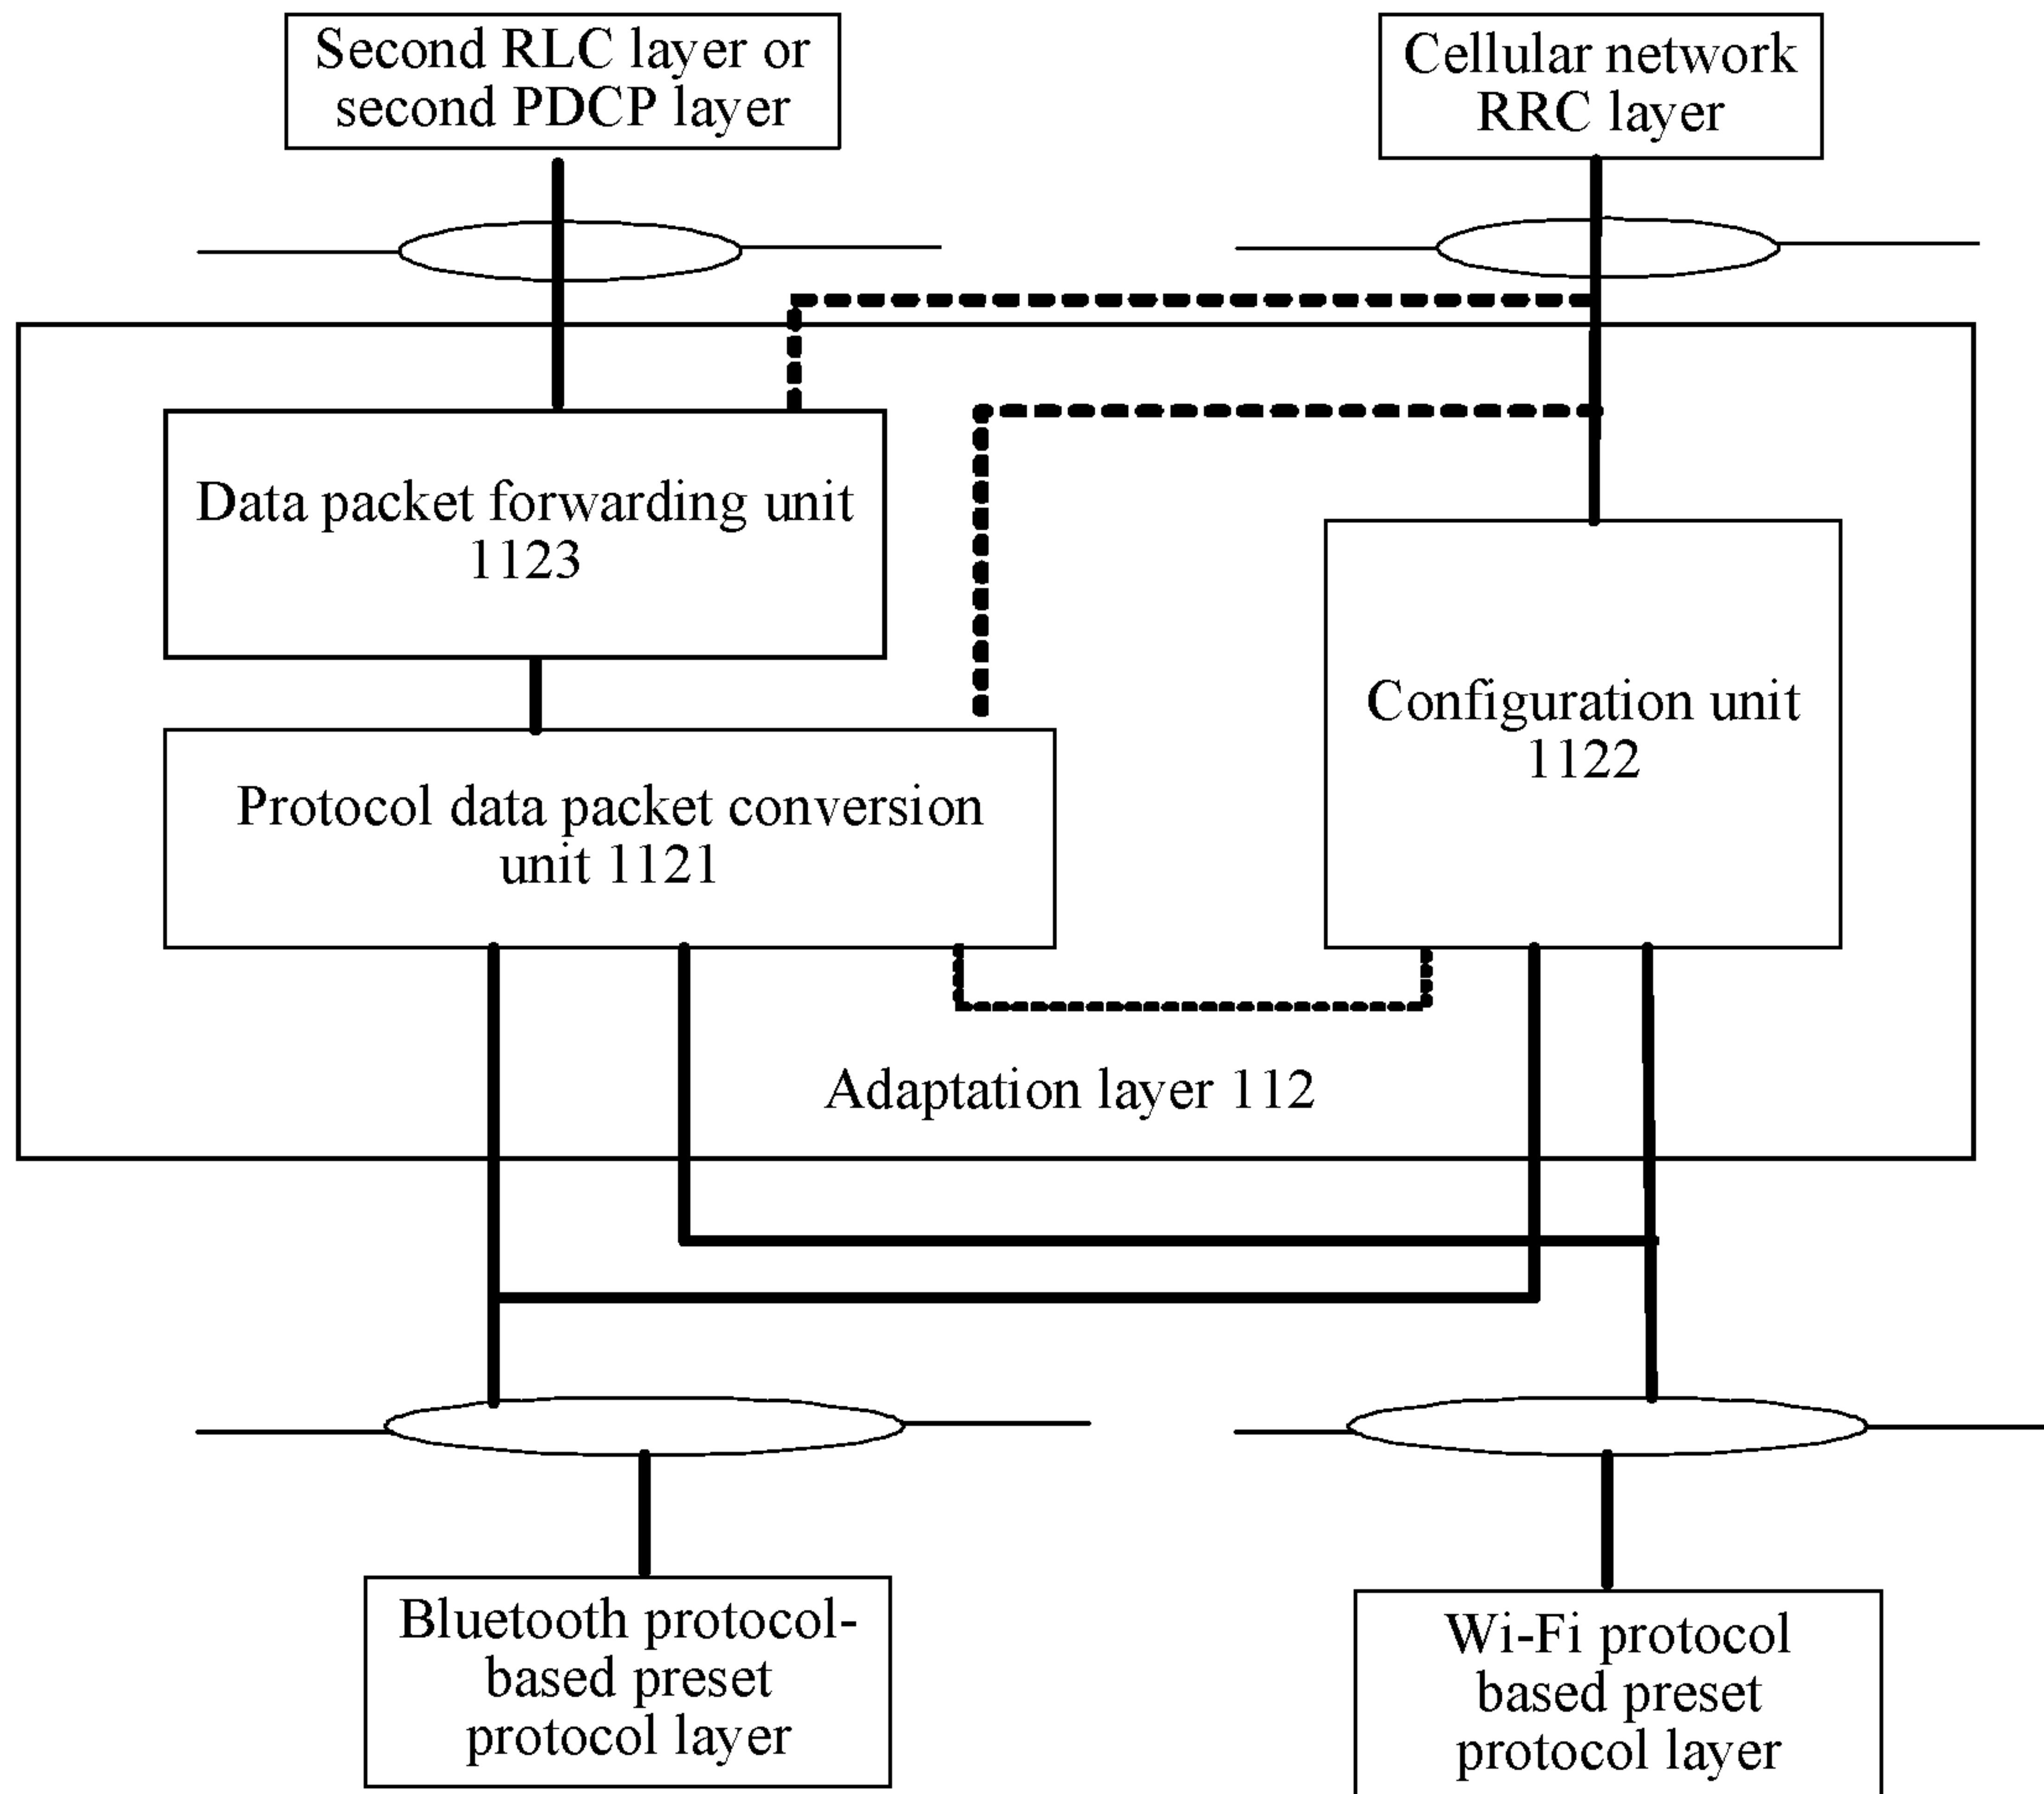 Second RLC layer or
second PDCP layer
Cellular network
RRC layer
Data packet forwarding unit
1123
Configuration unit
1122
Protocol data packet conversion
unit 1121
Adaptation layer 112
Bluetooth protocol-
based preset
protocol layer
Wi-Fi protocol
based preset
protocol layer